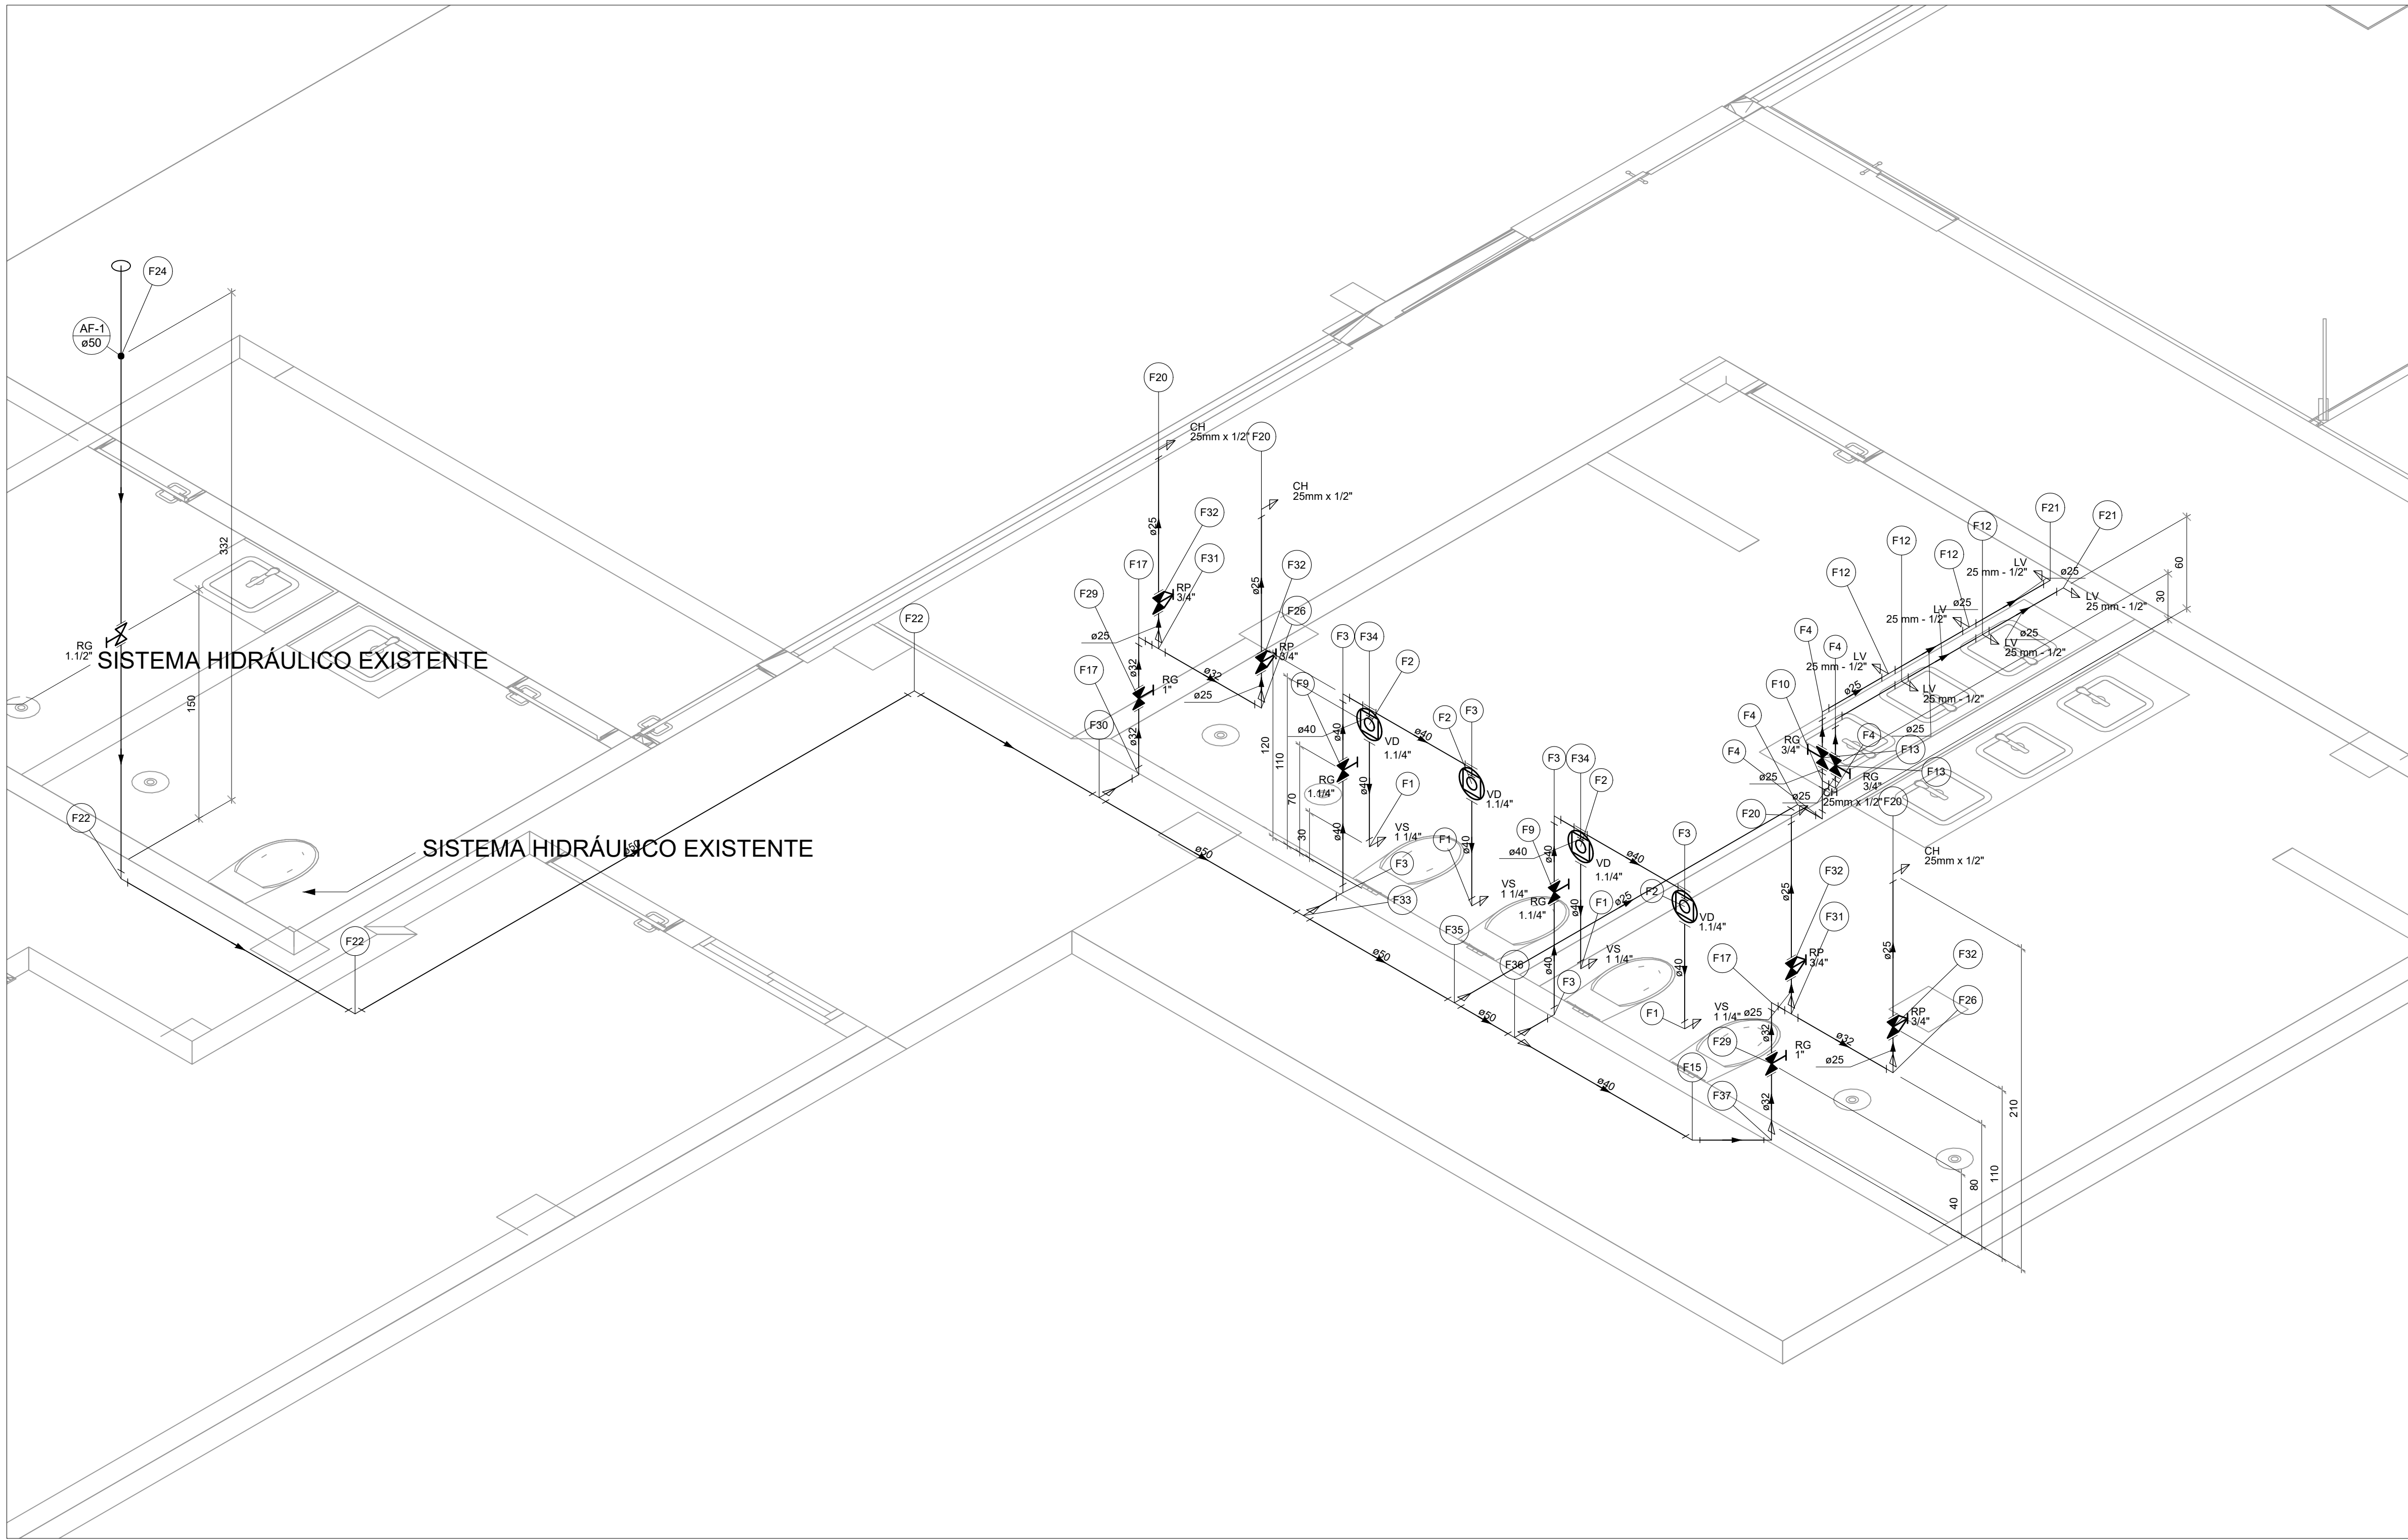 F24
AF-1
ø50
332
RG
1.1/2"
SISTEMA HIDRÁULICO EXISTENTE
150
F22
SISTEMA HIDRÁULICO EXISTENTE
F22
ø50
F22
F20
CH
25mm x 1/2"
F20
CH
25mm x 1/2"
ø25
F32
F17
F31
F29
RP
3/4"
ø25
F32
ø25
F26
ø32
F17
RG
1"
ø32
RP
3/4"
ø25
F30
ø32
F3
F34
F2
F9
ø40
ø40
VD
1.1/4"
ø40
F2
F3
120
110
70
30
RG
1.1/4"
ø40
F1
VD
1.1/4"
ø40
VS
1 1/4"
F1
ø40
F3
F33
ø50
F3
F34
F2
F9
ø40
ø40
VD
1.1/4"
ø40
F3
VS
1 1/4"
RG
1.1/4"
ø40
F1
ø25
F2
VD
1.1/4"
F35
ø50
VS
1 1/4"
F36
ø40
F3
ø40
F1
VS
1 1/4"
ø50
ø40
F15
F17
ø25
ø32
F29
RG
1"
F37
ø32
F20
F32
ø25
F31
RP
3/4"
ø32
ø25
F20
CH
25mm x 1/2"
ø25
F32
F26
RP
3/4"
F21
F21
F12
F12
F12
F12
LV
25 mm - 1/2"
ø25
LV
25 mm - 1/2"
ø25
LV
25 mm - 1/2"
ø25
LV
25 mm - 1/2"
LV
25 mm - 1/2"
LV
25 mm - 1/2"
60
30
F4
F4
F10
ø25
F4
F4
F4
ø25
RG
3/4"
F13
F13
RG
3/4"
ø25
ø25
CH
25mm x 1/2"
40
80
110
210